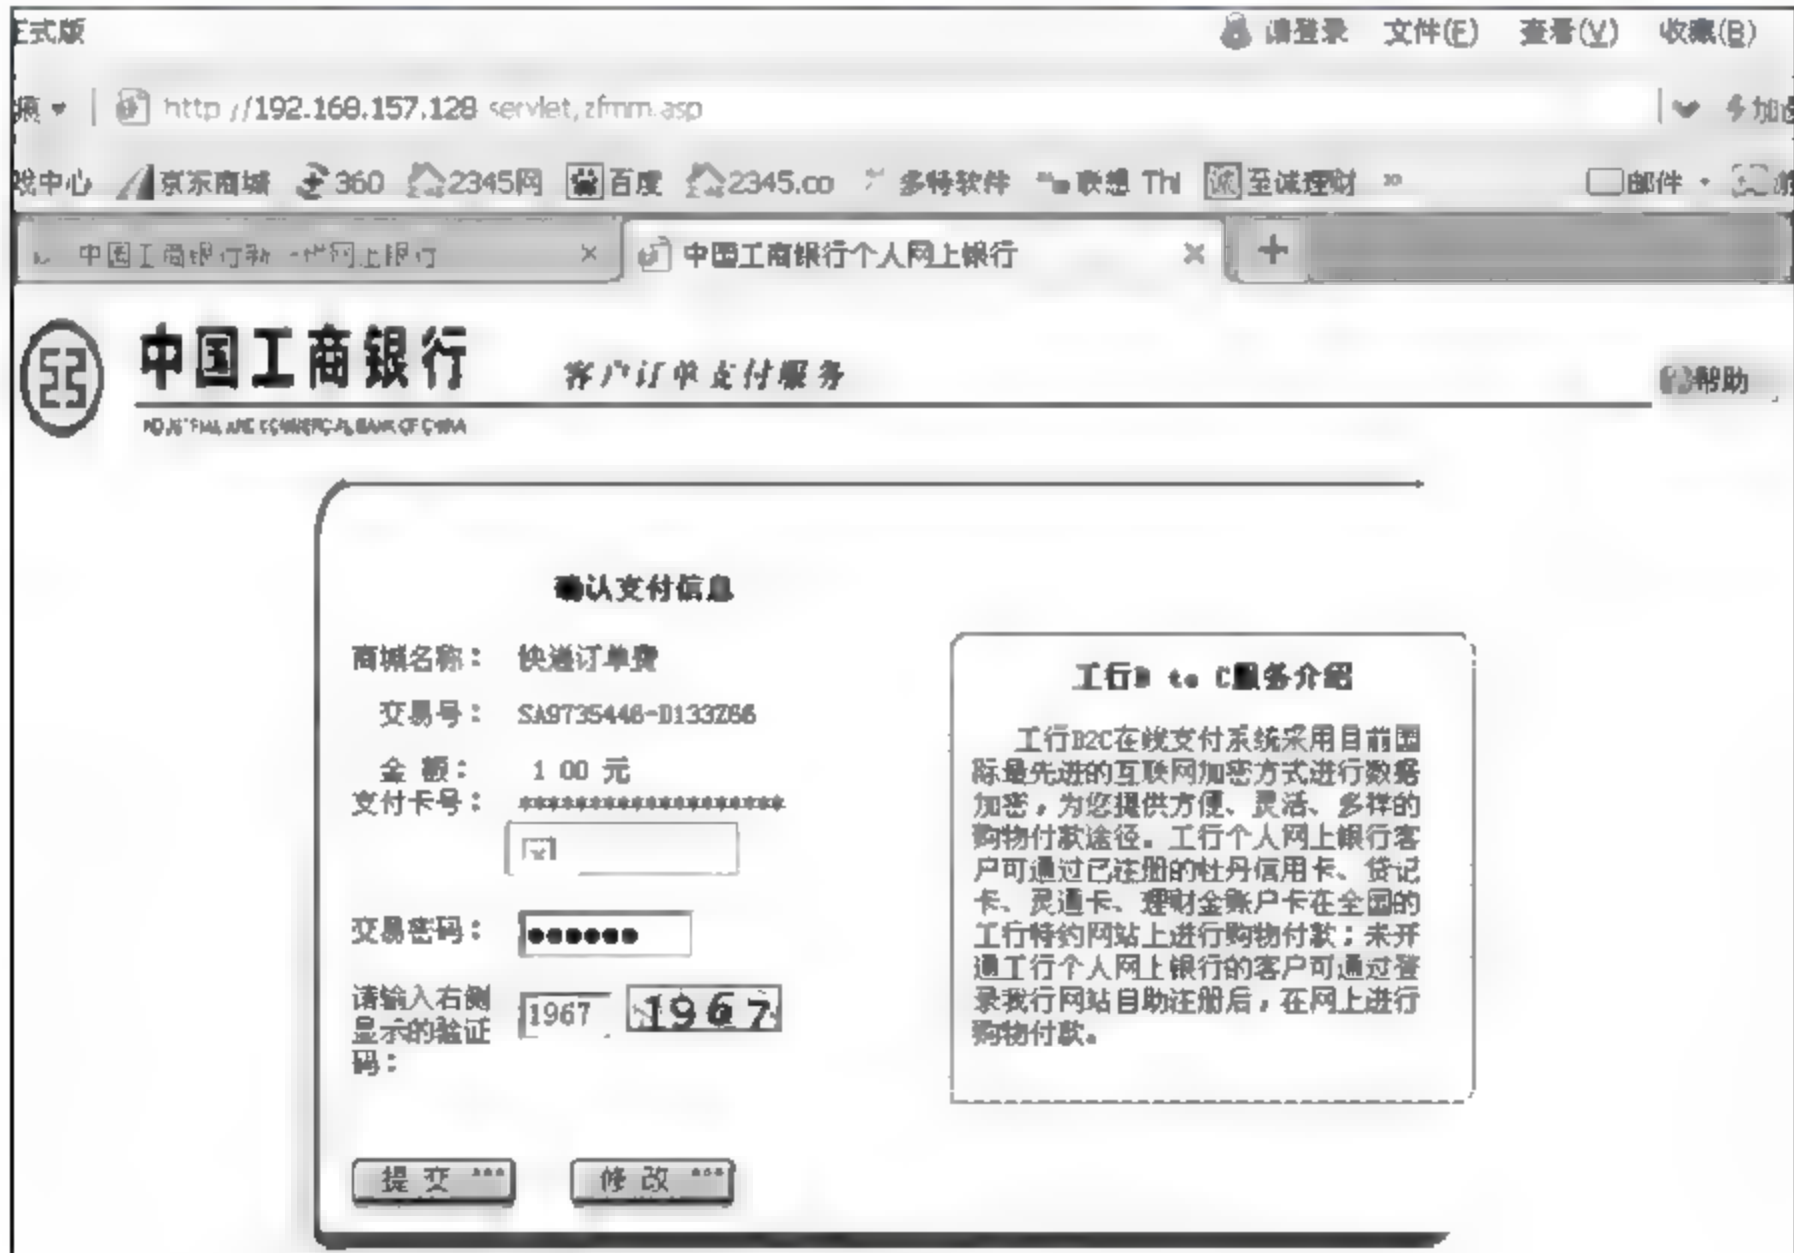 正式版 请登录 文件(E) 查看(V) 收藏(B)
http://192.168.157.128 servlet, zfmm.asp
戏中心 京东商城 360 2345网 百度 2345.co 多特软件 联想 Thi 至诚理财 » 邮件
中国工商银行新一代网上银行 × 中国工商银行个人网上银行 × +
中国工商银行 客户订单支付服务 帮助
INDUSTRIAL AND COMMERCIAL BANK OF CHINA
确认支付信息
商城名称： 快递订单费
交易号： SA9735446-D133Z66
金 额： 1 00 元
支付卡号： *******************
交易密码： ●●●●●●
请输入右侧
显示的验证
码：
1967 1967
提 交 修 改
工行B to C服务介绍
工行B2C在线支付系统采用目前国
际最先进的互联网加密方式进行数据
加密，为您提供方便、灵活、多样的
购物付款途径。工行个人网上银行客
户可通过已注册的牡丹信用卡、贷记
卡、灵通卡、理财金账户卡在全国的
工行特约网站上进行购物付款；未开
通工行个人网上银行的客户可通过登
录我行网站自助注册后，在网上进行
购物付款。